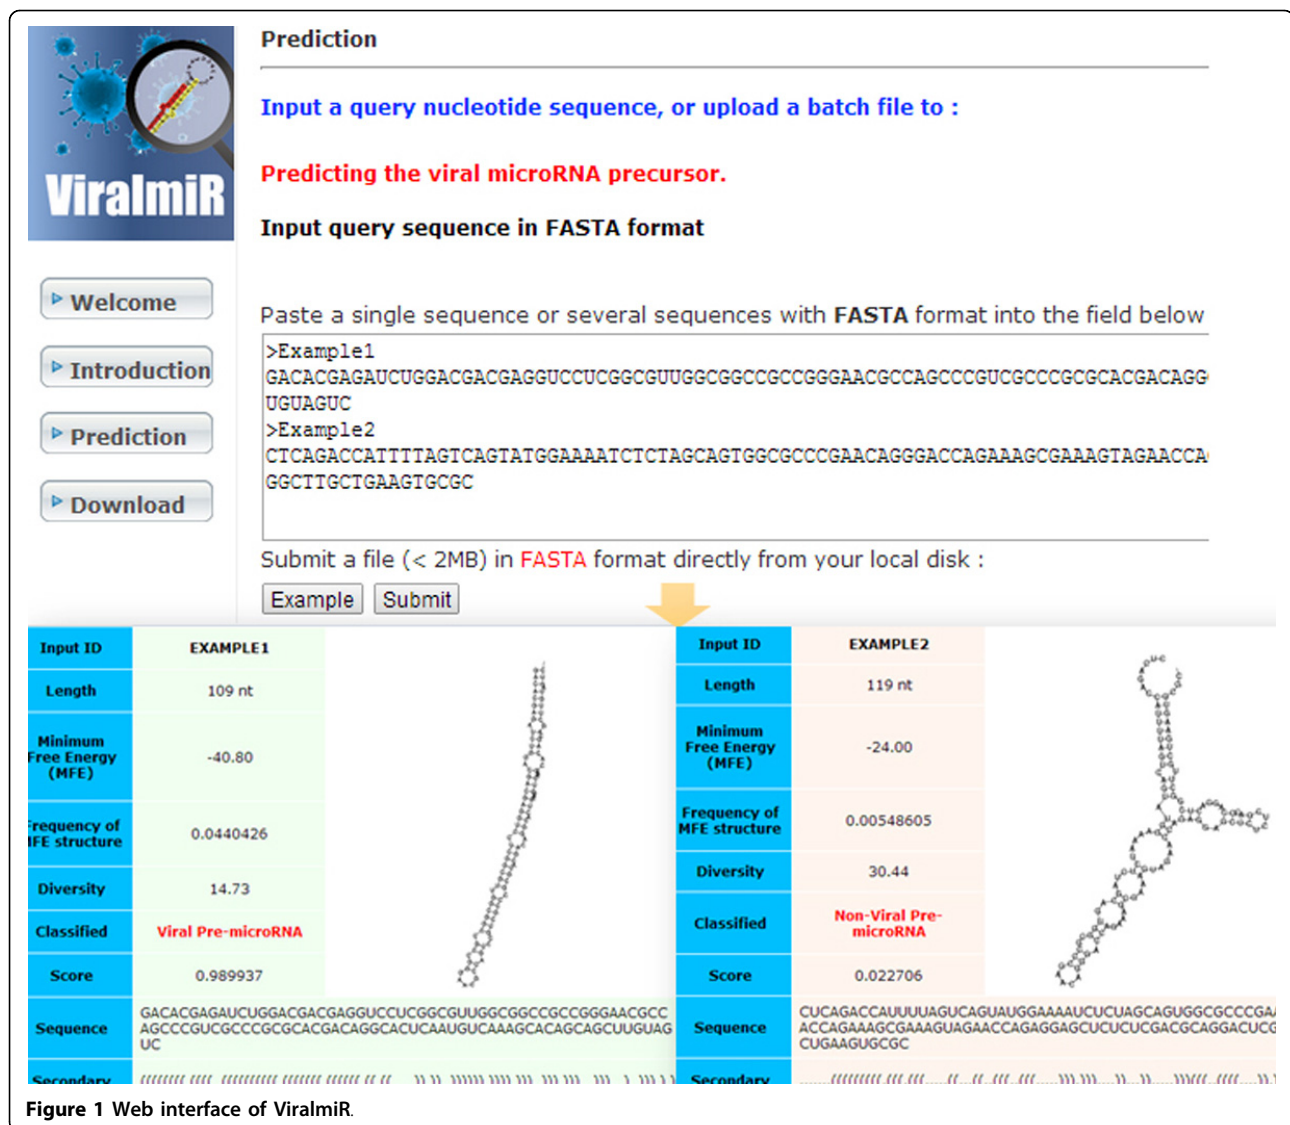 ViralmiR
Welcome
Introduction
Prediction
Download
Prediction
Input a query nucleotide sequence, or upload a batch file to :
Predicting the viral microRNA precursor.
Input query sequence in FASTA format
Paste a single sequence or several sequences with FASTA format into the field below
>Example1
GACACGAGAUCUGGACGACGAGGUCCUCGGCGUUGGCGGCCGCCGGGAACGCCAGCCCGUCGCCCGCGCACGACAGG
UGUAGUC
>Example2
CTCAGACCATTTTAGTCAGTATGGAAAATCTCTAGCAGTGGCGCCCGAACAGGGACCAGAAAGCGAAAGTAGAACCA
GGCTTGCTGAAGTGCGC
Submit a file (< 2MB) in FASTA format directly from your local disk :
Example Submit
Input ID EXAMPLE1
Length 109 nt
Minimum
Free Energy
(MFE)
-40.80
Frequency of
MFE structure
0.0440426
Diversity 14.73
Classified Viral Pre-microRNA
Score 0.989937
Sequence
GACACGAGAUCUGGACGACGAGGUCCUCGGCGUUGGCGGCCGCCGGGAACGCC
AGCCCGUCGCCCGCGCACGACAGGCACUCAAUGUCAAAGCACAGCAGCUUGUAG
UC
Secondary
Input ID EXAMPLE2
Length 119 nt
Minimum
Free Energy
(MFE)
-24.00
Frequency of
MFE structure
0.00548605
Diversity 30.44
Classified
Non-Viral Pre-
microRNA
Score 0.022706
Sequence
CUCAGACCAUUUUAGUCAGUAUGGAAAAUCUCUAGCAGUGGCGCCCGAA
ACCAGAAAGCGAAAGUAGAACCAGAGGAGCUCUCUCGACGCAGGACUCG
CUGAAGUGCGC
Secondary
Figure 1 Web interface of ViralmiR.